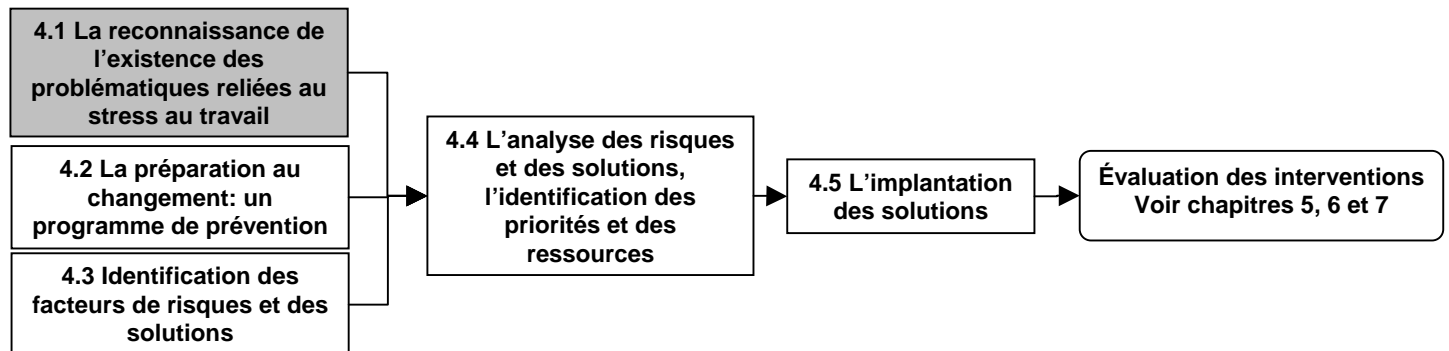 4.1 La reconnaissance de
l’existence des
problématiques reliées au
stress au travail
4.2 La préparation au
changement: un
programme de prévention
4.3 Identification des
facteurs de risques et des
solutions
4.4 L’analyse des risques
et des solutions,
l’identification des
priorités et des
ressources
4.5 L’implantation
des solutions
Évaluation des interventions
Voir chapitres 5, 6 et 7